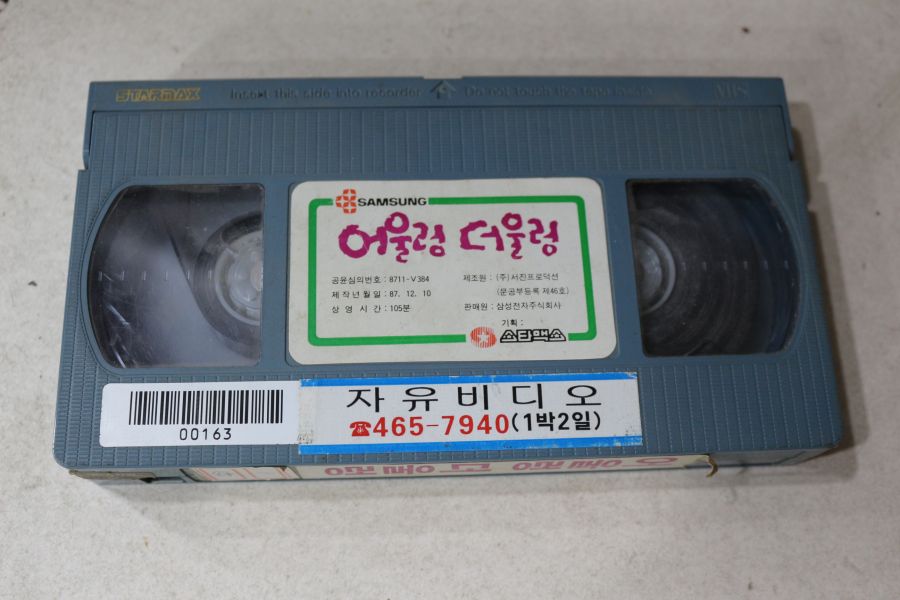 STARMAX Insert this side into recorder Do not touch the tape inside VHS
SAMSUNG
어울렁 더울렁
공윤심의번호 : 8711-V384
제작년월일 : 87. 12. 10
상영시간 : 105분
제조원 : (주)서진프로덕션
(문공부등록 제46호)
판매원 : 삼성전자주식회사
기획 :
스타맥스
00163
자유비디오
☎465-7940(1박2일)